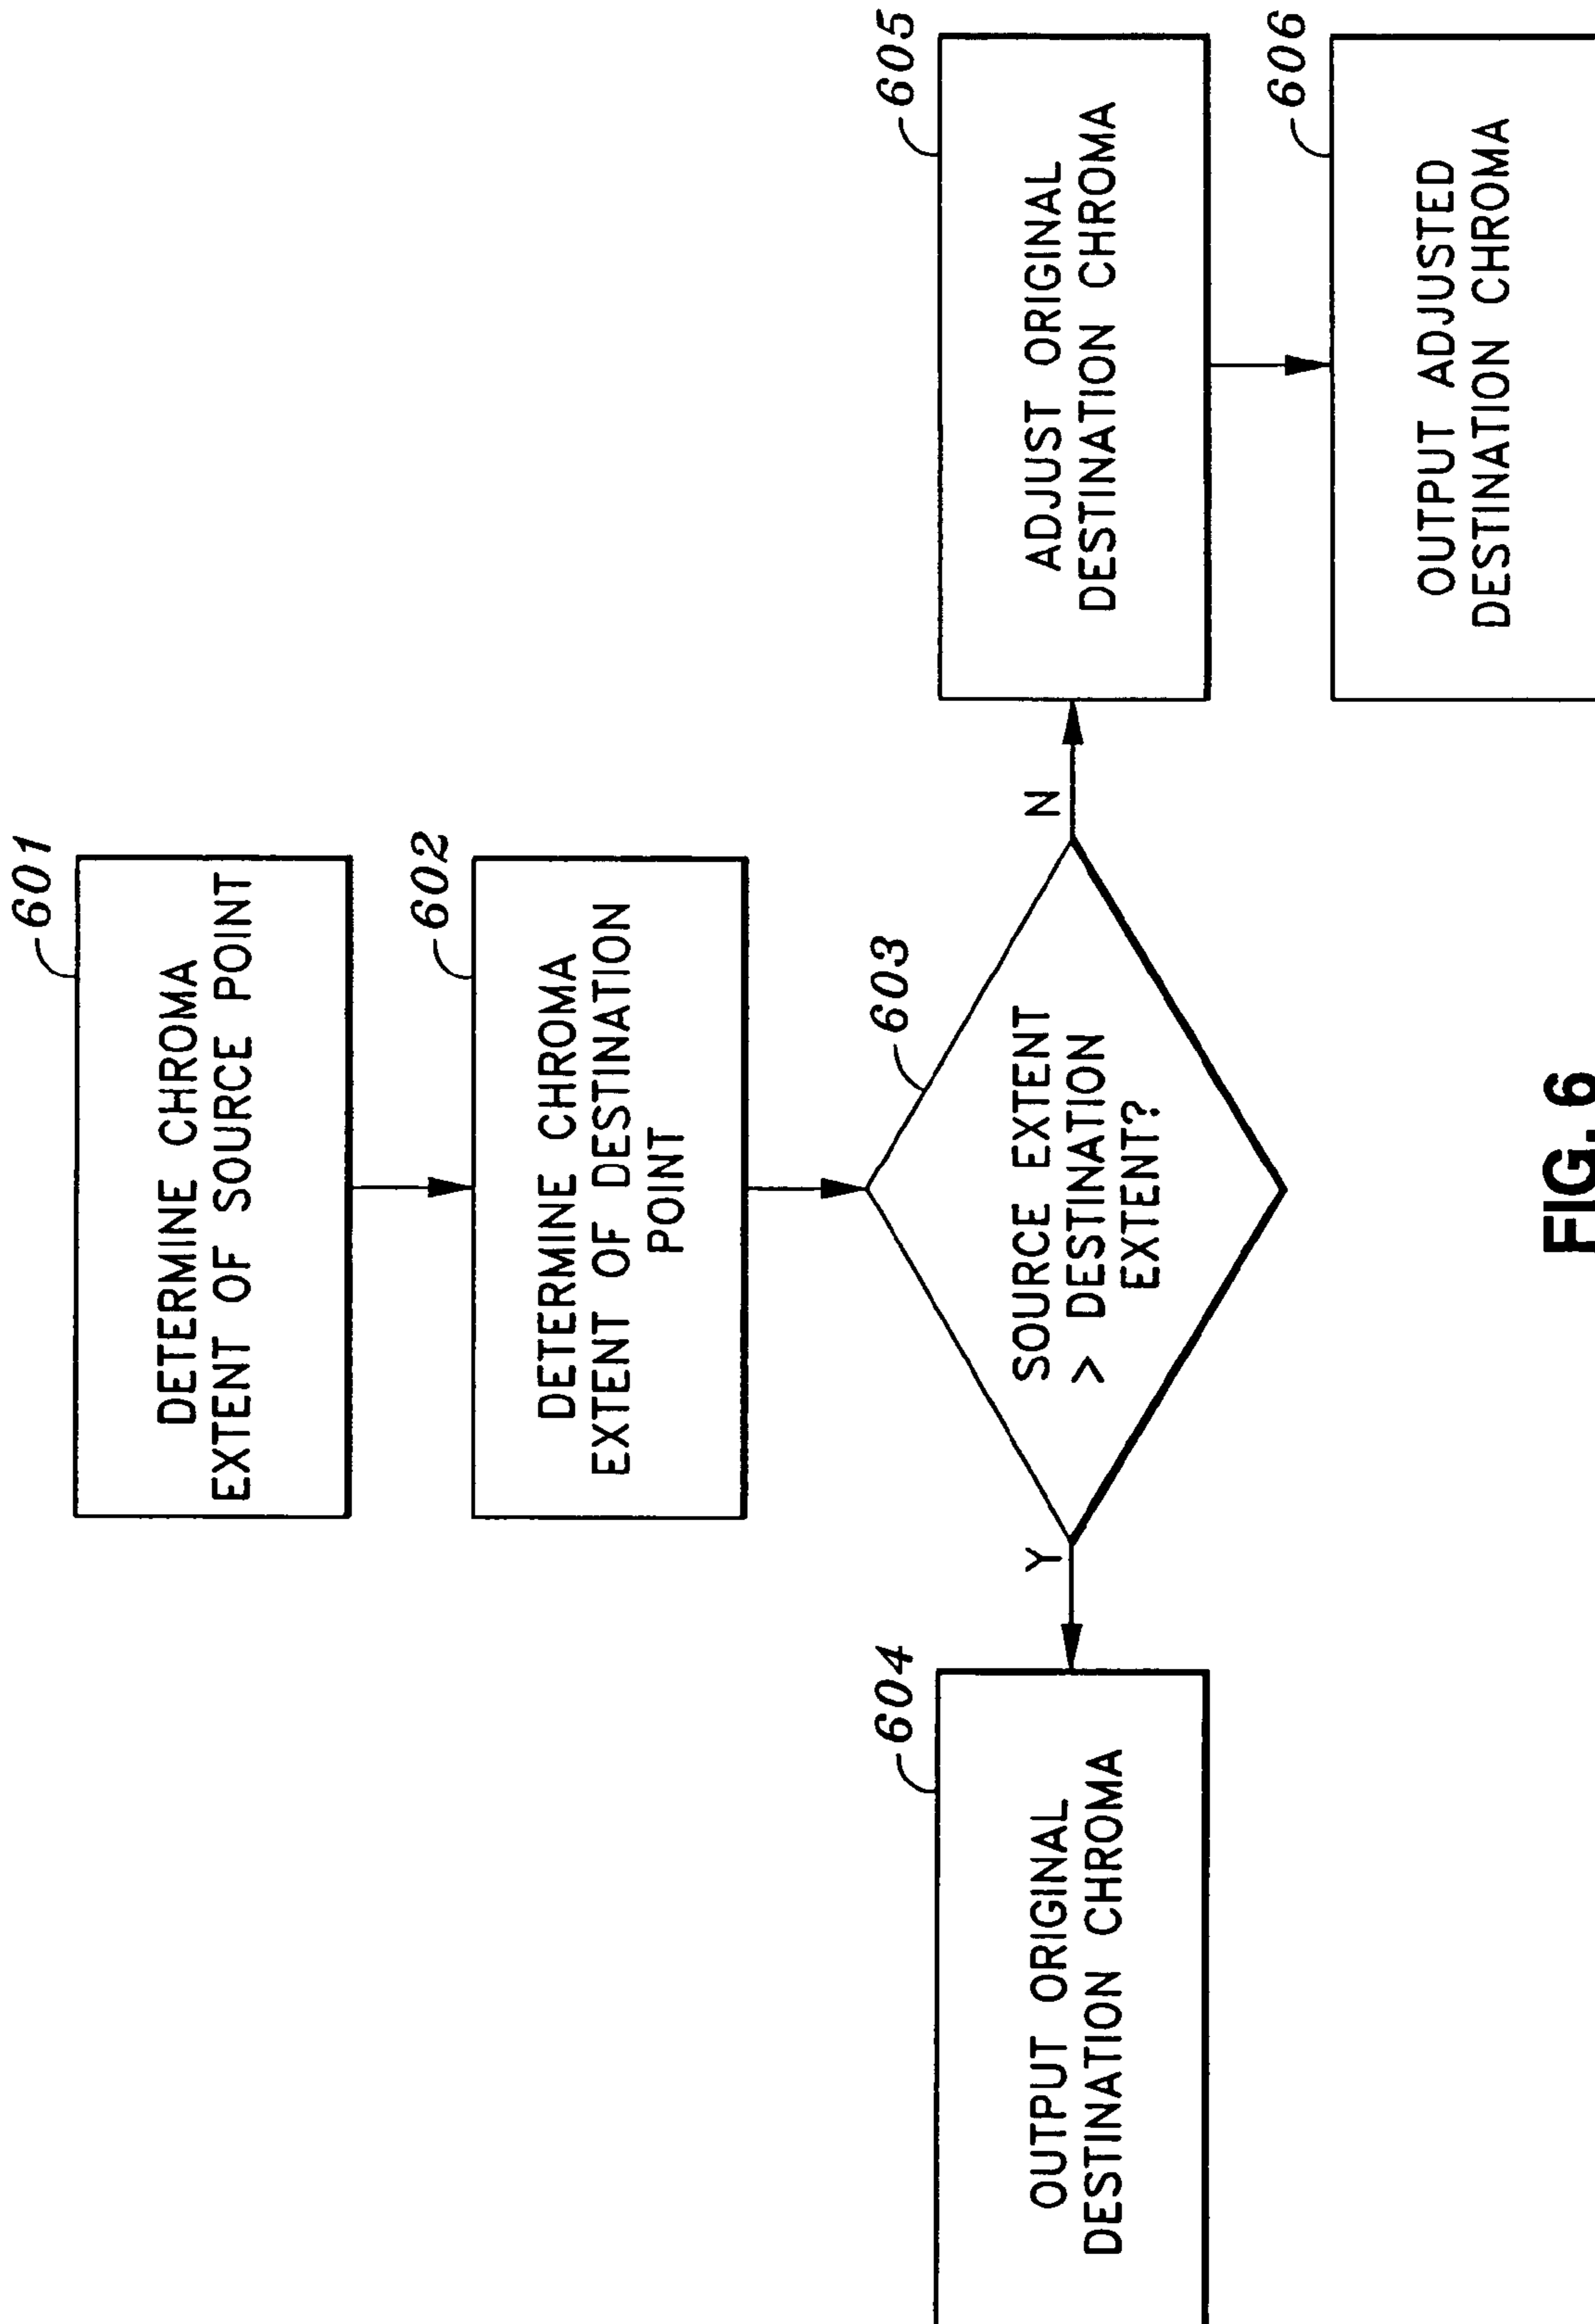 601
DETERMINE CHROMA
EXTENT OF SOURCE POINT
602
DETERMINE CHROMA
EXTENT OF DESTINATION
POINT
603
SOURCE EXTENT
> DESTINATION
EXTENT?
Y
N
604
OUTPUT ORIGINAL
DESTINATION CHROMA
605
ADJUST ORIGINAL
DESTINATION CHROMA
606
OUTPUT ADJUSTED
DESTINATION CHROMA
FIG. 6